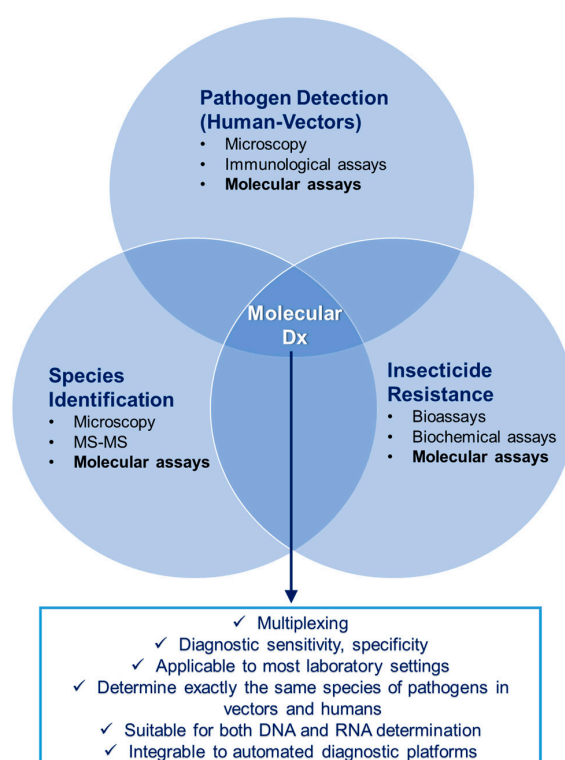 Pathogen Detection
(Human-Vectors)
• Microscopy
• Immunological assays
• Molecular assays
Molecular
Dx
Species
Identification
• Microscopy
• MS-MS
• Molecular assays
Insecticide
Resistance
• Bioassays
• Biochemical assays
• Molecular assays
✓ Multiplexing
✓ Diagnostic sensitivity, specificity
✓ Applicable to most laboratory settings
✓ Determine exactly the same species of pathogens in
vectors and humans
✓ Suitable for both DNA and RNA determination
✓ Integrable to automated diagnostic platforms